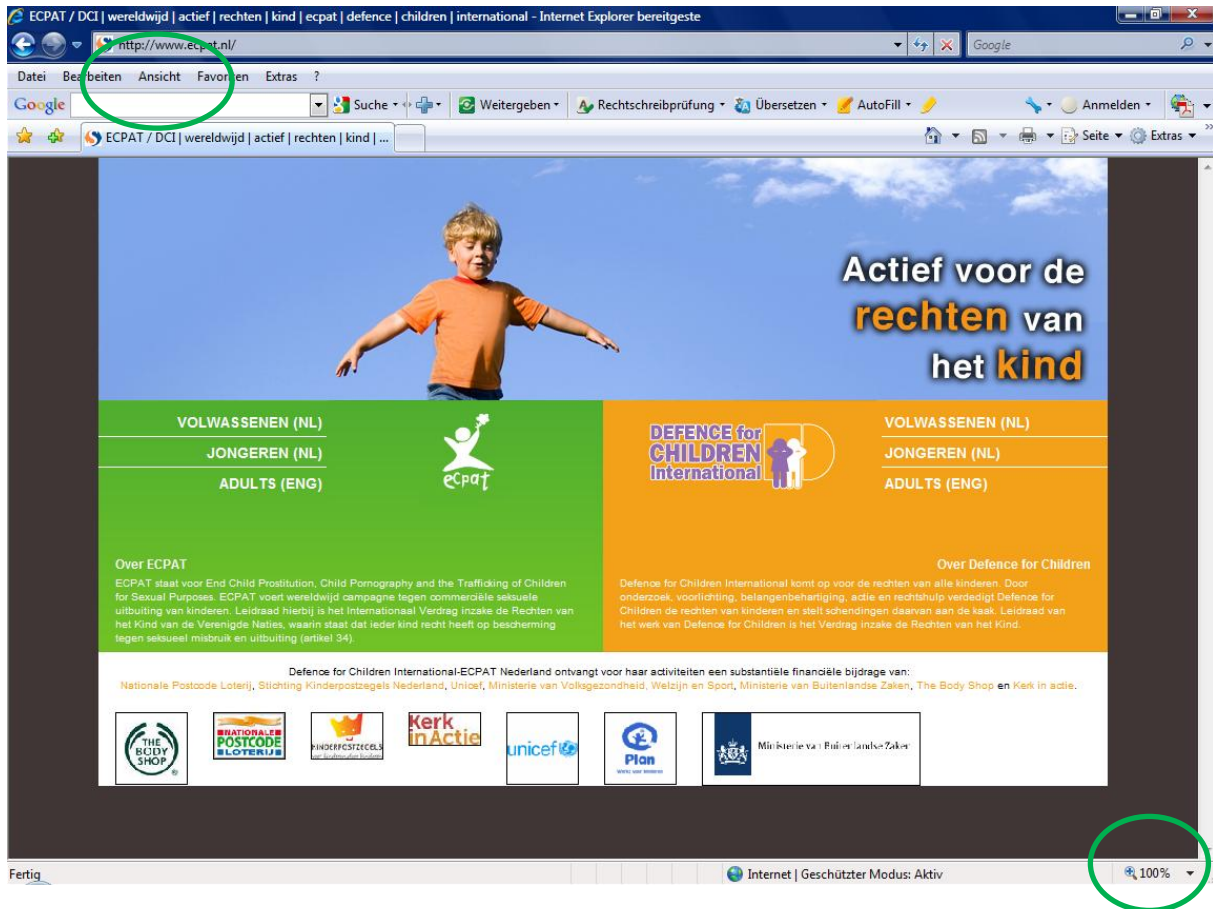 ECPAT / DCI | wereldwijd | actief | rechten | kind | ecpat | defence | children | international - Internet Explorer bereitgeste
http://www.ecpat.nl/
Google
Datei Bearbeiten Ansicht Favoriten Extras ?
Google Suche Weitergeben Rechtschreibprüfung Übersetzen AutoFill Anmelden
ECPAT / DCI | wereldwijd | actief | rechten | kind | ...
Seite Extras
Actief voor de
rechten van
het kind
VOLWASSENEN (NL)
JONGEREN (NL)
ADULTS (ENG)
ecpat
DEFENCE for
CHILDREN
International
VOLWASSENEN (NL)
JONGEREN (NL)
ADULTS (ENG)
Over ECPAT
ECPAT staat voor End Child Prostitution, Child Pornography and the Trafficking of Children
for Sexual Purposes. ECPAT voert wereldwijd campagne tegen commerciële seksuele
uitbuiting van kinderen. Leidraad hierbij is het Internationaal Verdrag inzake de Rechten van
het Kind van de Verenigde Naties, waarin staat dat ieder kind recht heeft op bescherming
tegen seksueel misbruik en uitbuiting (artikel 34).
Over Defence for Children
Defence for Children International komt op voor de rechten van alle kinderen. Door
onderzoek, voorlichting, belangenbehartiging, actie en rechtshulp verdedigt Defence for
Children de rechten van kinderen en stelt schendingen daarvan aan de kaak. Leidraad van
het werk van Defence for Children is het Verdrag inzake de Rechten van het Kind.
Defence for Children International-ECPAT Nederland ontvangt voor haar activiteiten een substantiële financiële bijdrage van:
Nationale Postcode Loterij, Stichting Kinderpostzegels Nederland, Unicef, Ministerie van Volksgezondheid, Welzijn en Sport, Ministerie van Buitenlandse Zaken, The Body Shop en Kerk in actie.
THE
BODY
SHOP
NATIONALE
POSTCODE
LOTERIJ
KINDERPOSTZEGELS
Kerk
inActie
unicef
Plan
Ministerie van Buitenlandse Zaken
Fertig
Internet | Geschützter Modus: Aktiv
100%